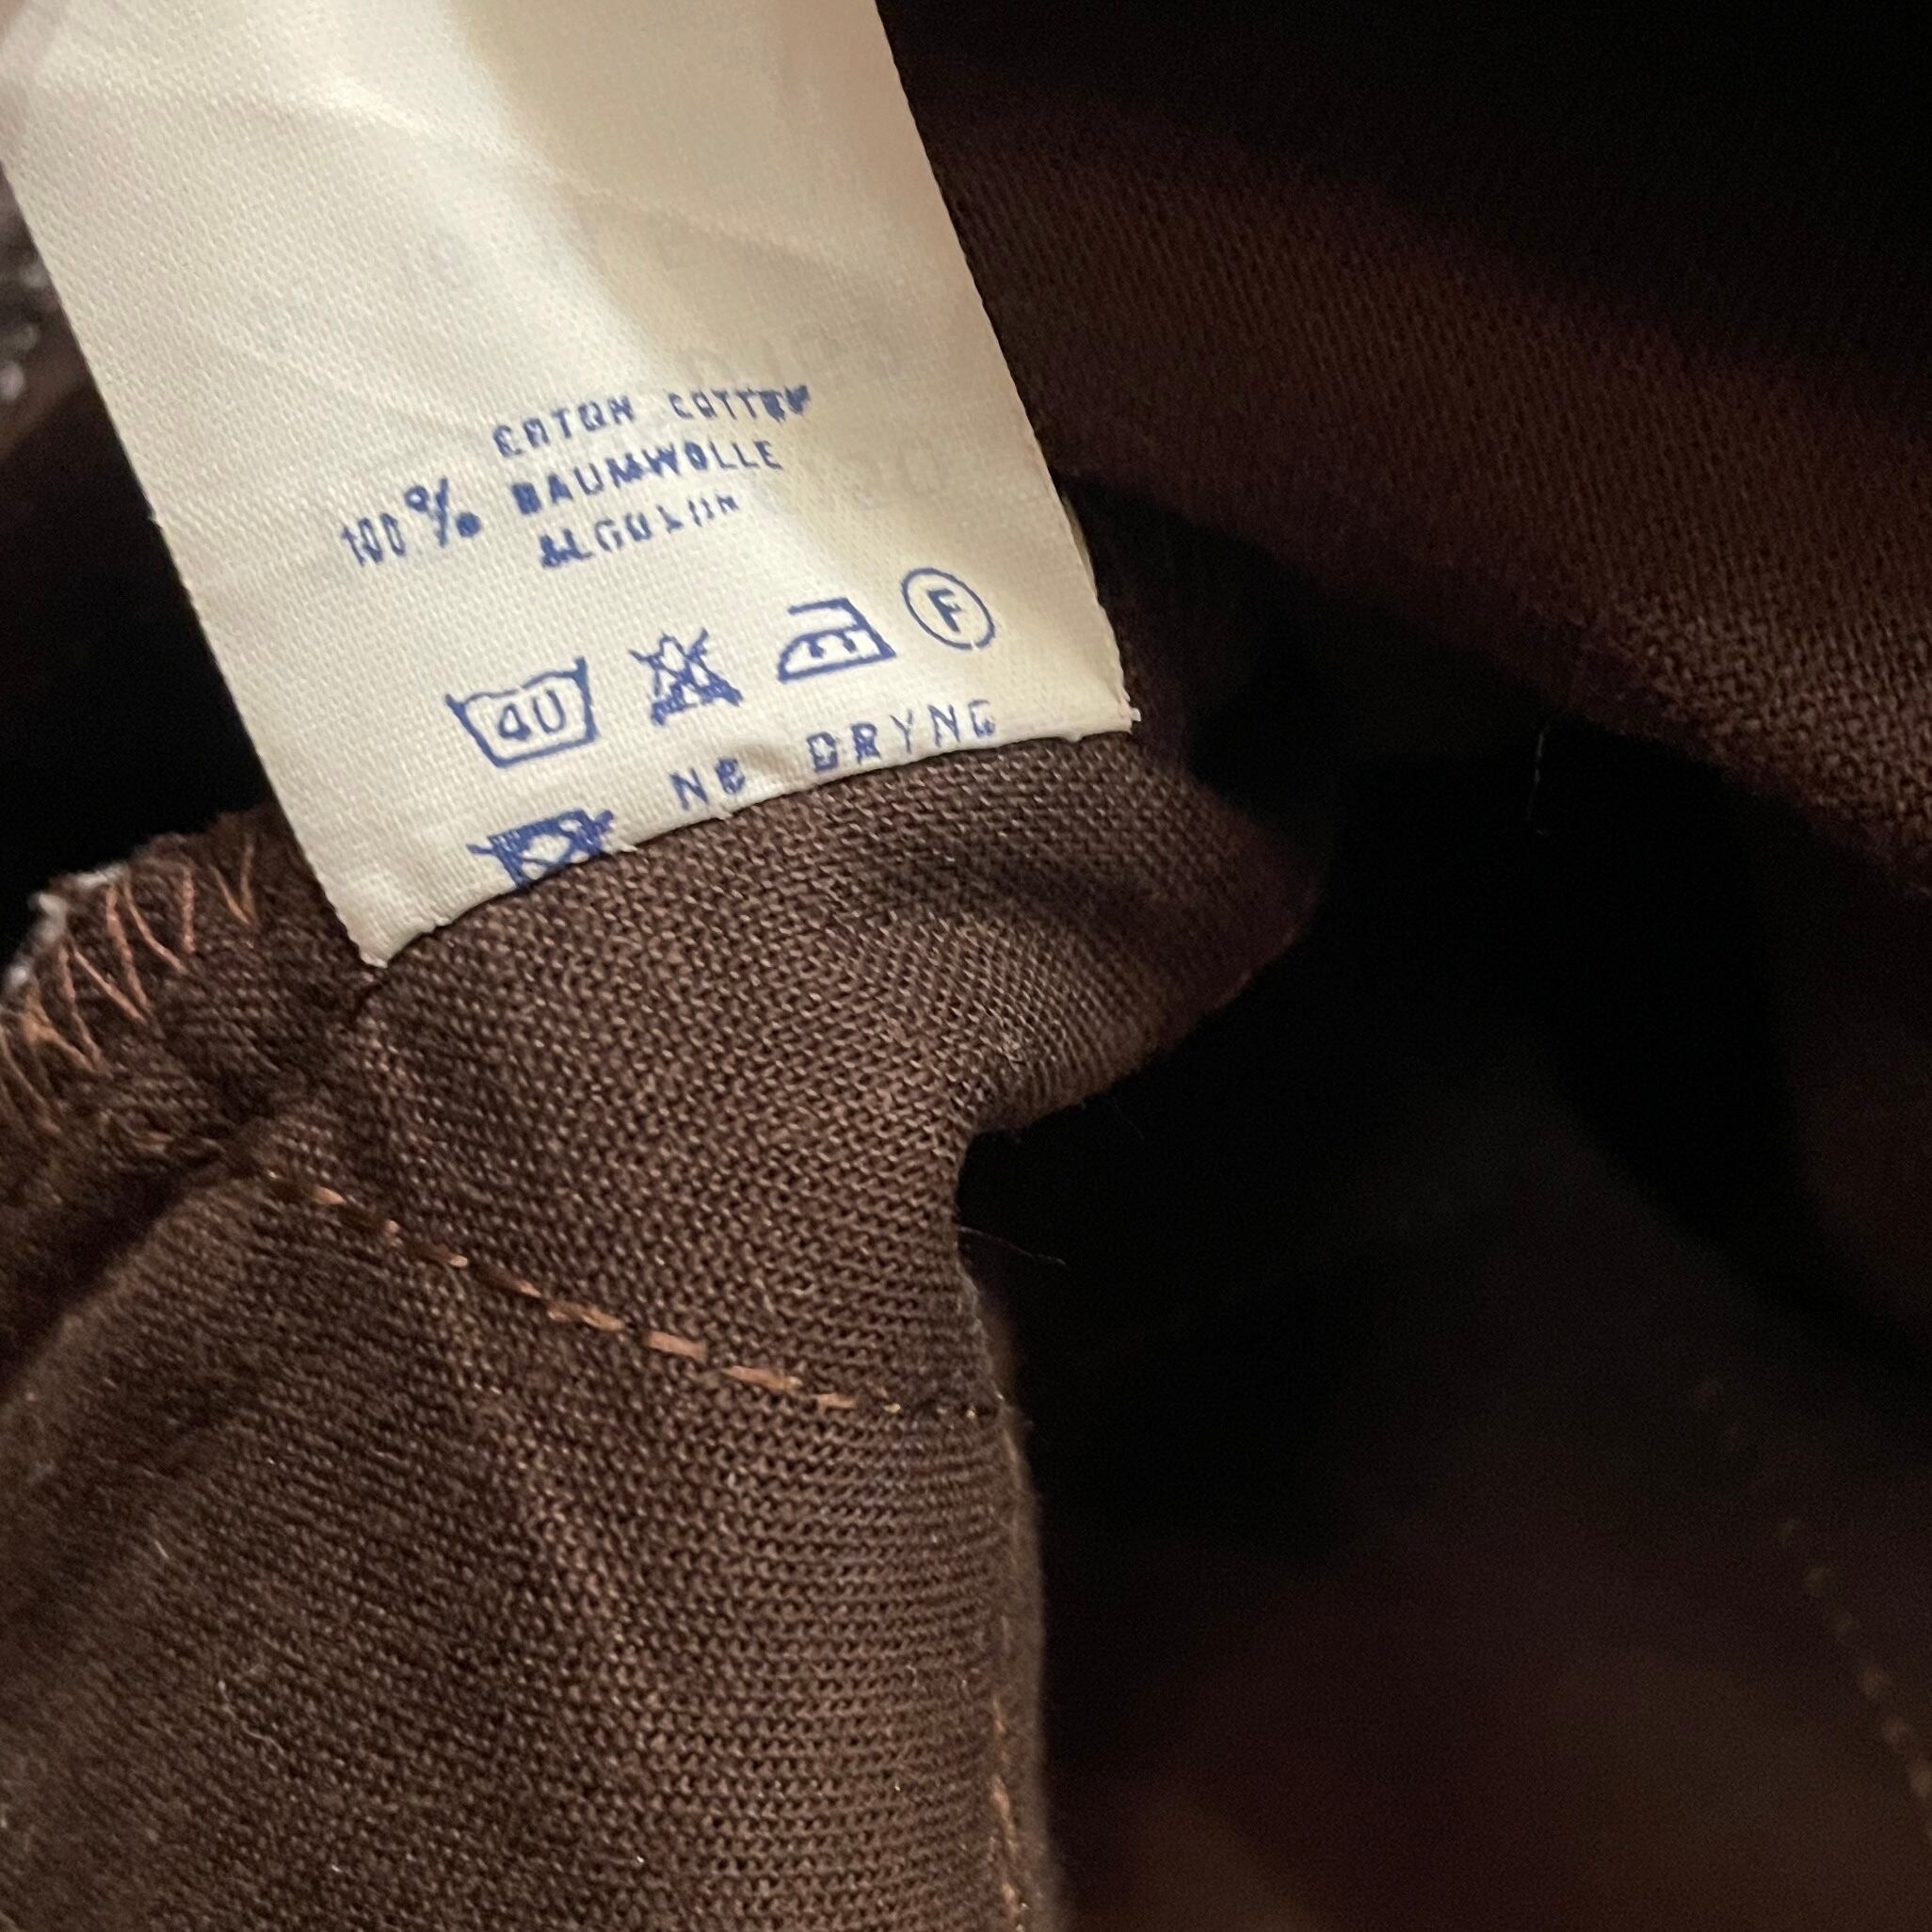 COTON COTTON
100% BAUMWOLLE
ALGODON
40 F
NO DRYNG